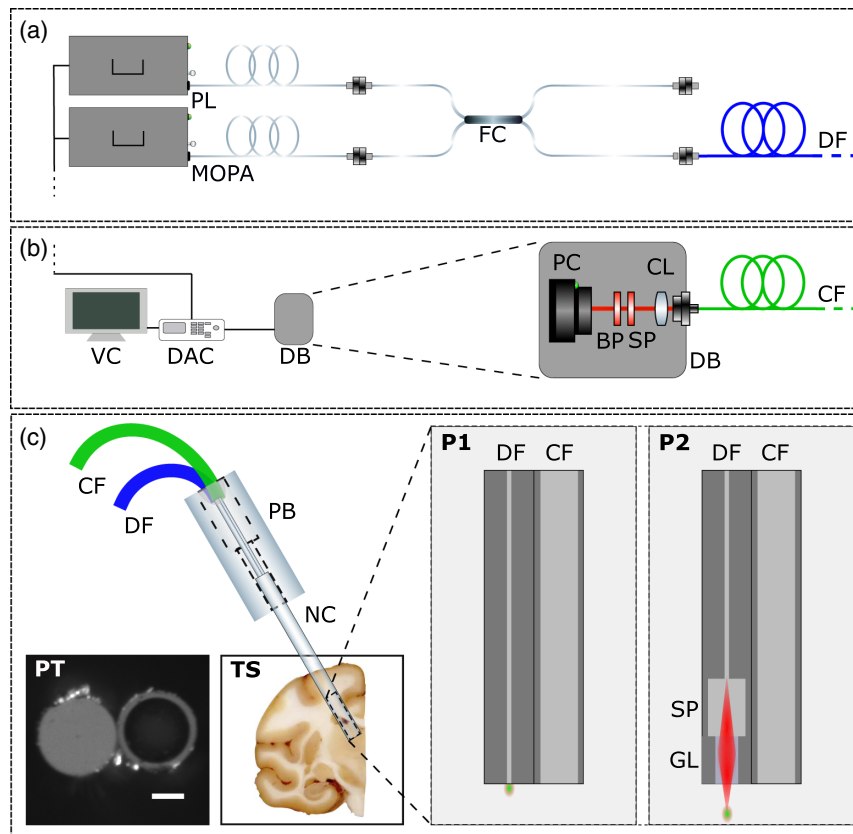 (a)
PL
FC
DF
MOPA
(b)
PC
CL
CF
BP
SP
VC
DAC
DB
DB
(c)
P1
DF
CF
P2
DF
CF
CF
DF
PB
NC
PT
TS
SP
GL